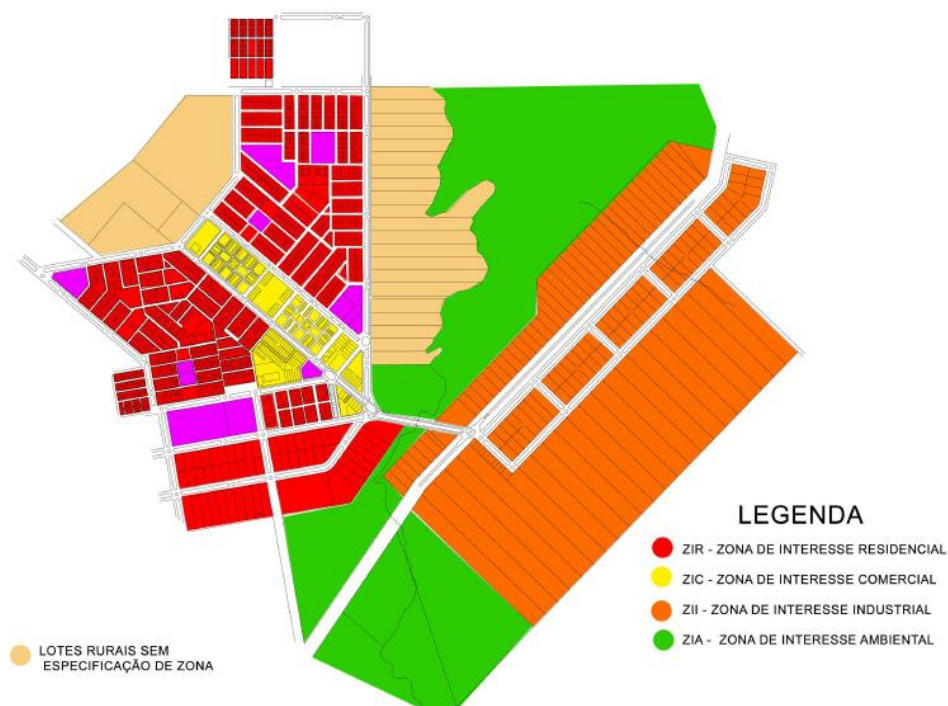 LEGENDA
ZIR - ZONA DE INTERESSE RESIDENCIAL
ZIC - ZONA DE INTERESSE COMERCIAL
ZII - ZONA DE INTERESSE INDUSTRIAL
ZIA - ZONA DE INTERESSE AMBIENTAL
LOTES RURAIS SEM
ESPECIFICAÇÃO DE ZONA